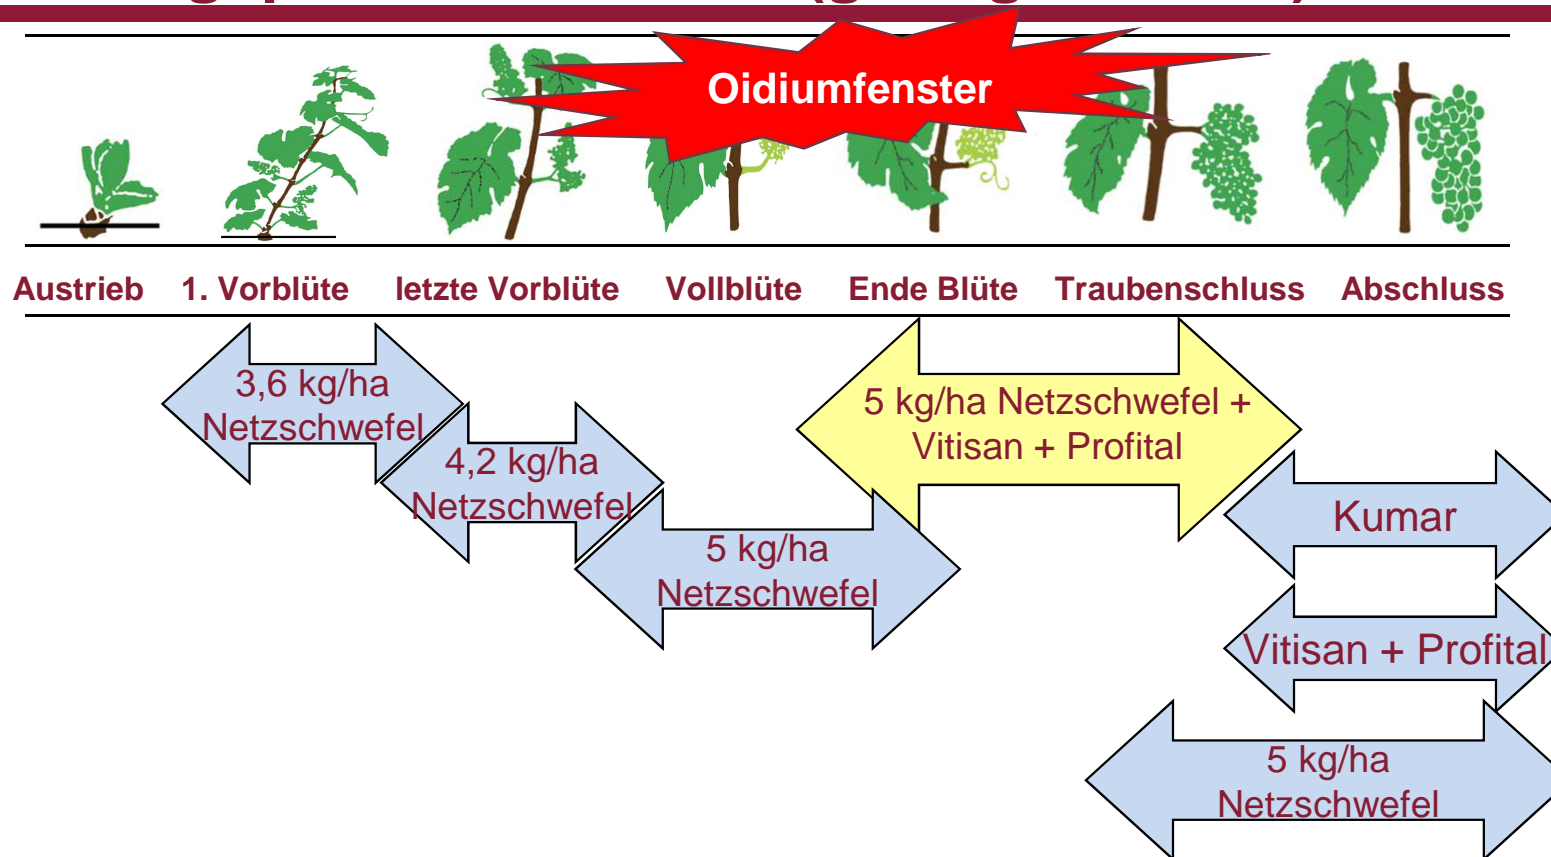 Oidiumfenster
Austrieb 1. Vorblüte letzte Vorblüte Vollblüte Ende Blüte Traubenschluss Abschluss
3,6 kg/ha
Netzschwefel
4,2 kg/ha
Netzschwefel
5 kg/ha
Netzschwefel
5 kg/ha Netzschwefel +
Vitisan + Profital
Kumar
Vitisan + Profital
5 kg/ha
Netzschwefel